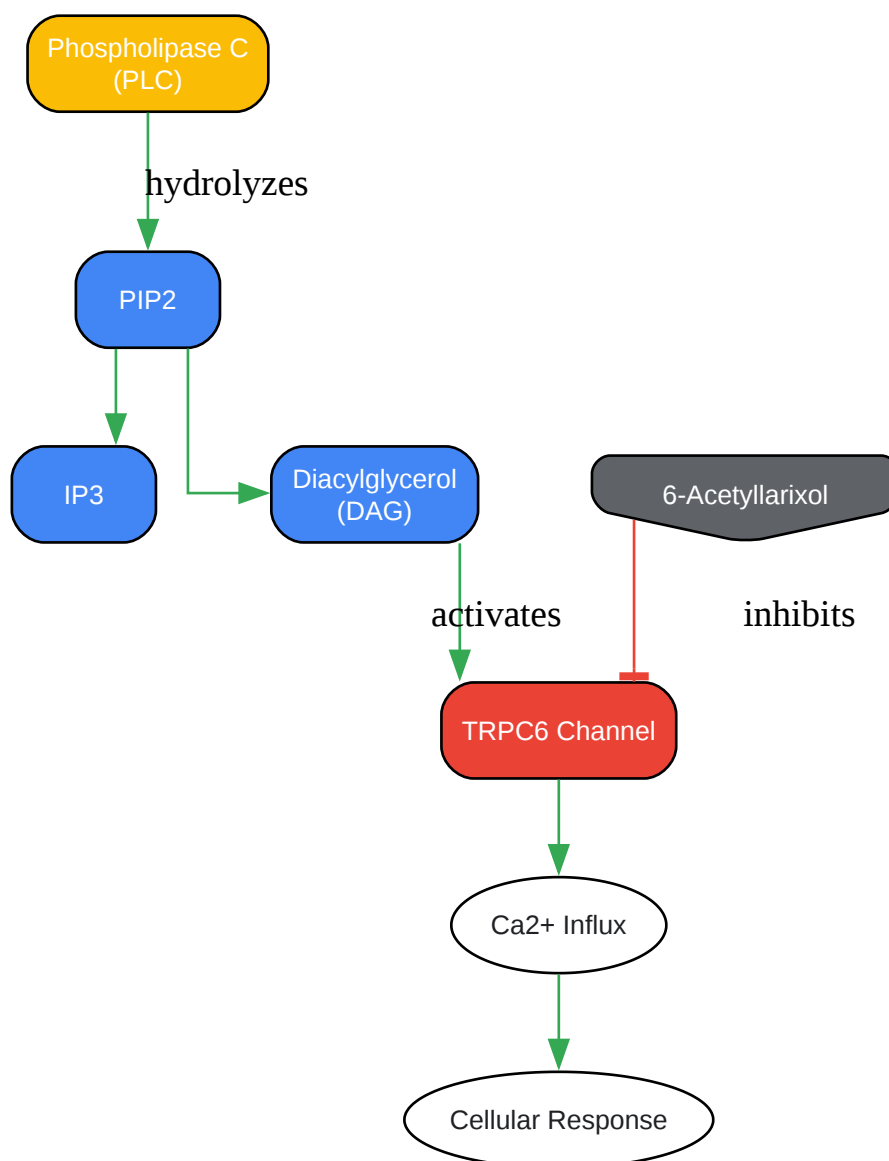 Phospholipase C
(PLC)
hydrolyzes
PIP2
IP3
Diacylglycerol
(DAG)
6-Acetyllarixol
activates
inhibits
TRPC6 Channel
Ca2+ Influx
Cellular Response